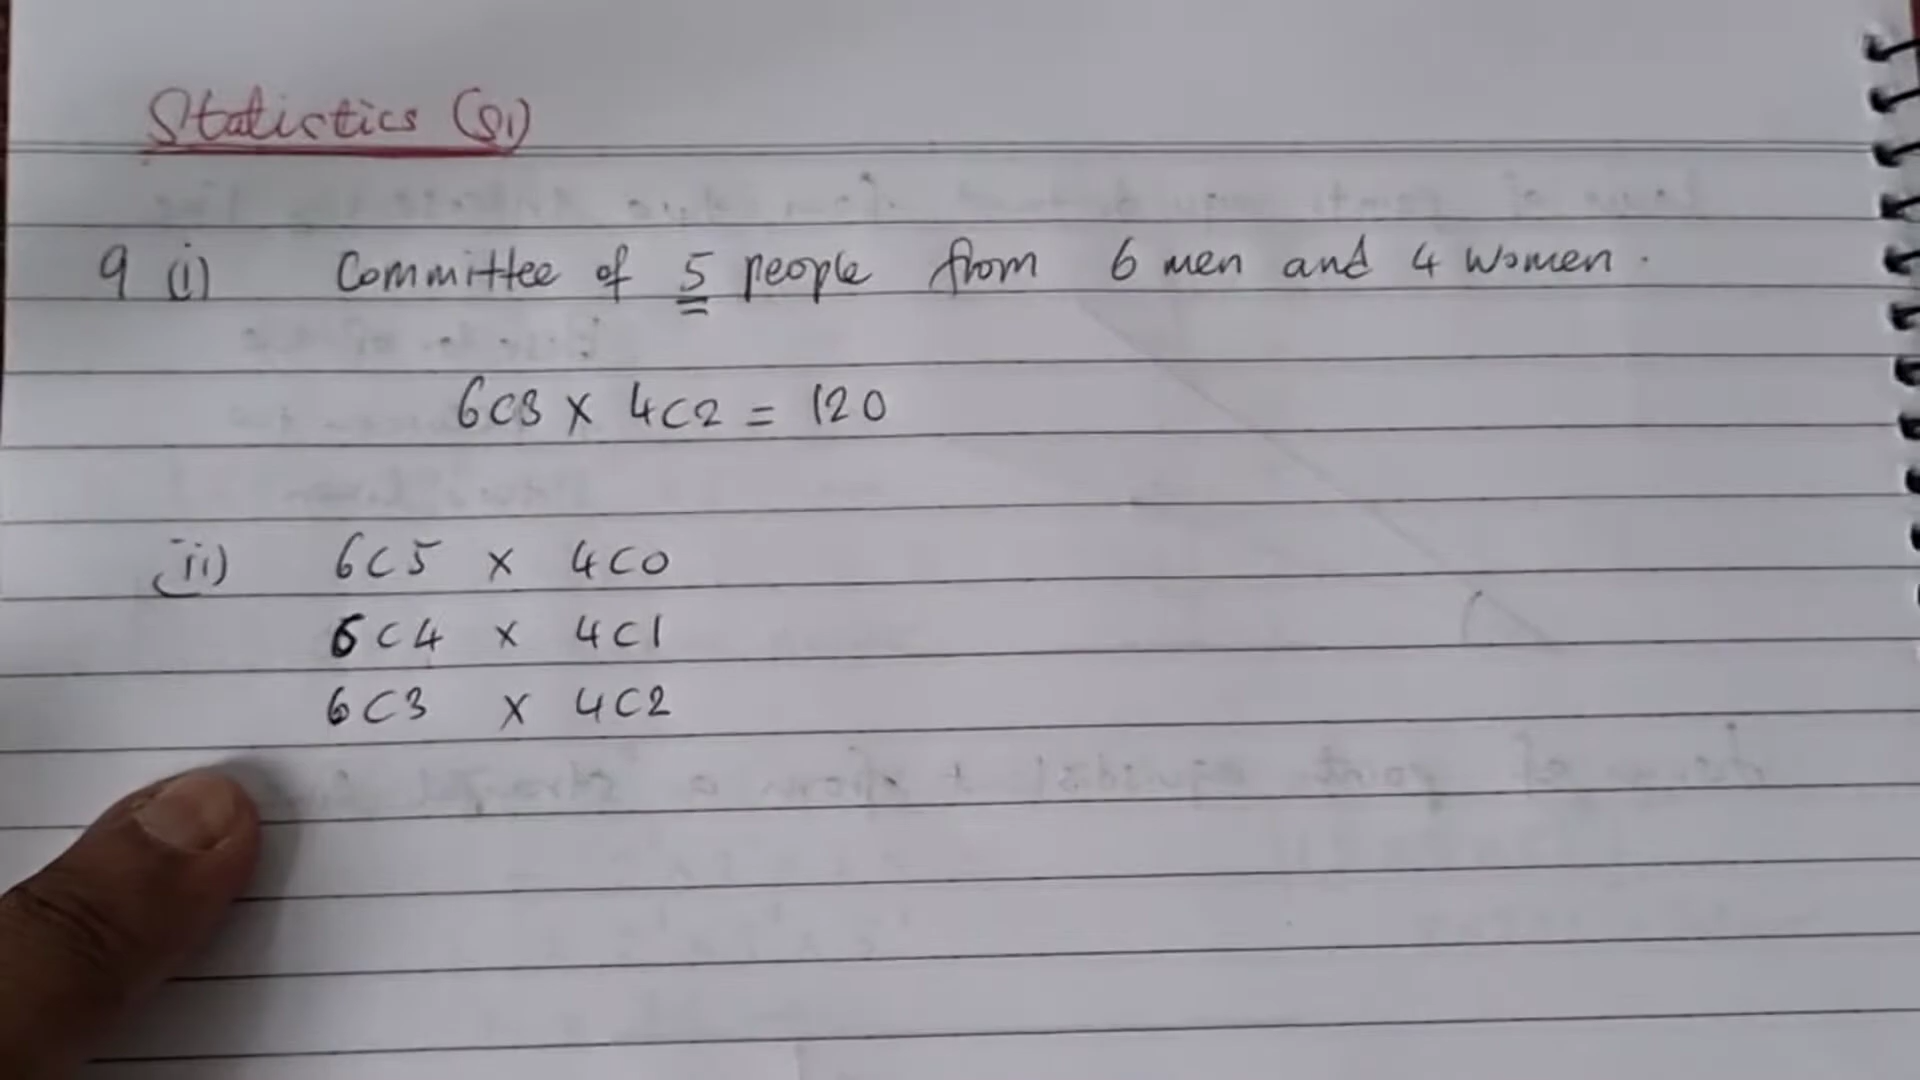 Statistics (S1)
9 (i) Committee of 5 people from 6 men and 4 women.
6C3 X 4C2 = 120
(ii) 6C5 x 4C0
6C4 x 4C1
6C3 x 4C2